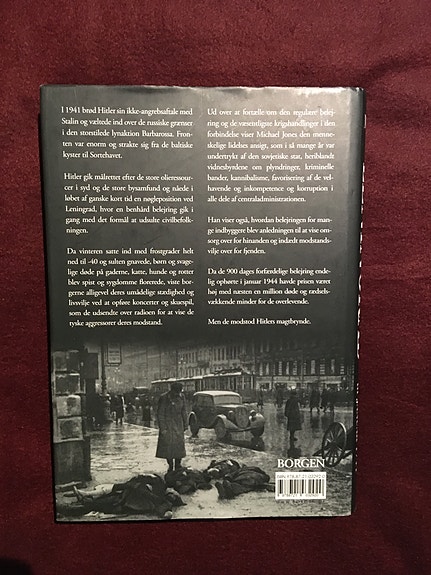 I 1941 brød Hitler sin ikke-angrebsaftale med
Stalin og væltede ind over de russiske grænser
i den storstilede lynaktion Barbarossa. Fron-
ten var enorm og strakte sig fra de baltiske
kyster til Sortehavet.
Hitler gik målrettet efter de store olieressour-
cer i syd og de store bysamfund og nåede i
løbet af ganske kort tid en nøgleposition ved
Leningrad, hvor en benhård belejring gik i
gang med det formål at udsulte civilbefolk-
ningen.
Da vinteren satte ind med frostgrader helt
ned til -40 og sulten gnavede, børn og svage-
lige døde på gaderne, katte, hunde og rotter
blev spist og sygdomme florerede, viste bor-
gerne alligevel deres umådelige stædighed og
livsvilje ved at opføre koncerter og skuespil,
som de udsendte over radioen for at vise de
tyske aggressorer deres modstand.
Ud over at fortælle om den regulære belej-
ring og de væsentligste krigshandlinger i den
forbindelse viser Michael Jones den menne-
skelige lidelses ansigt, som i så mange år var
undertrykt af den sovjetiske stat, heriblandt
vidnesbyrdene om plyndringer, kriminelle
bander, kannibalisme, favorisering af de vel-
havende og inkompetence og korruption i
alle dele af centraladministrationen.
Han viser også, hvordan belejringen for man-
ge indbyggere blev anledningen til at vise om-
sorg over for hinanden og indædt modstands-
vilje over for fjenden.
Da de 900 dages forfærdelige belejring ende-
lig ophørte i januar 1944 havde prisen været
høj med næsten en million døde og rædsels-
vækkende minder for de overlevende.
Men de modstod Hitlers magtbrynde.
BORGEN